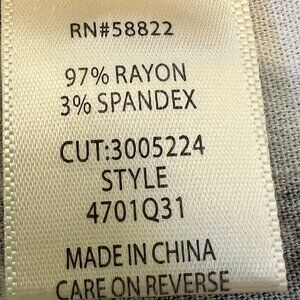 RN#58822
97% RAYON
3% SPANDEX
CUT:3005224
STYLE
4701Q31
MADE IN CHINA
CARE ON REVERSE